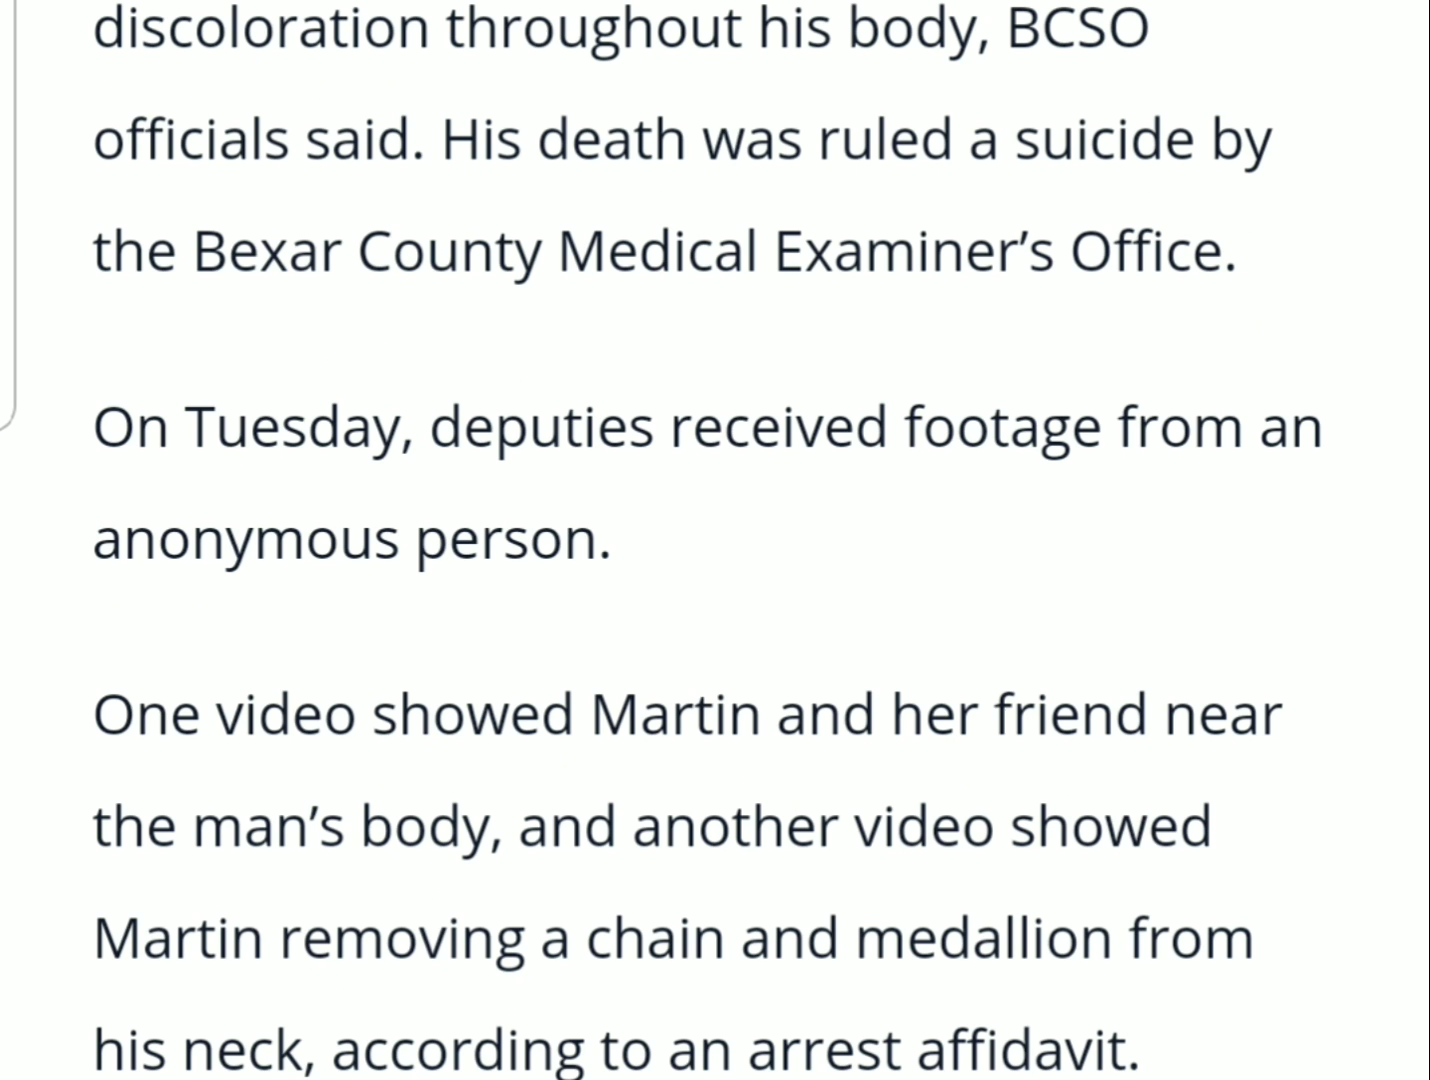 discoloration throughout his body, BCSO
officials said. His death was ruled a suicide by
the Bexar County Medical Examiner’s Office.
On Tuesday, deputies received footage from an
anonymous person.
One video showed Martin and her friend near
the man’s body, and another video showed
Martin removing a chain and medallion from
his neck, according to an arrest affidavit.